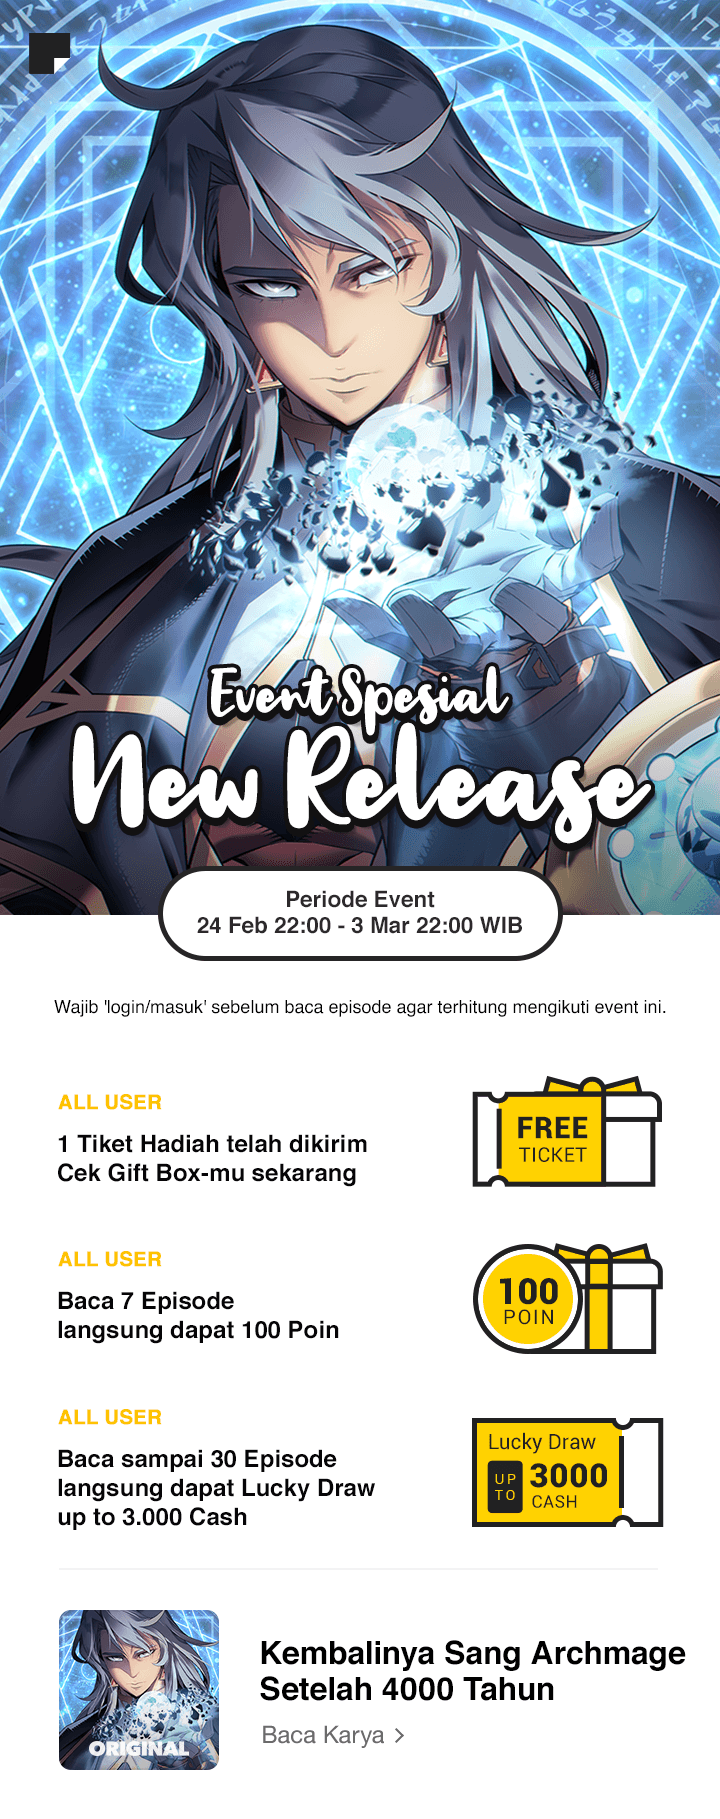 Event Spesial
New Release
Periode Event
24 Feb 22:00 - 3 Mar 22:00 WIB
Wajib 'login/masuk' sebelum baca episode agar terhitung mengikuti event ini.
ALL USER
1 Tiket Hadiah telah dikirim
Cek Gift Box-mu sekarang
FREE
TICKET
ALL USER
Baca 7 Episode
langsung dapat 100 Poin
100
POIN
ALL USER
Baca sampai 30 Episode
langsung dapat Lucky Draw
up to 3.000 Cash
Lucky Draw
UP
TO
3000
CASH
ORIGINAL
Kembalinya Sang Archmage
Setelah 4000 Tahun
Baca Karya >